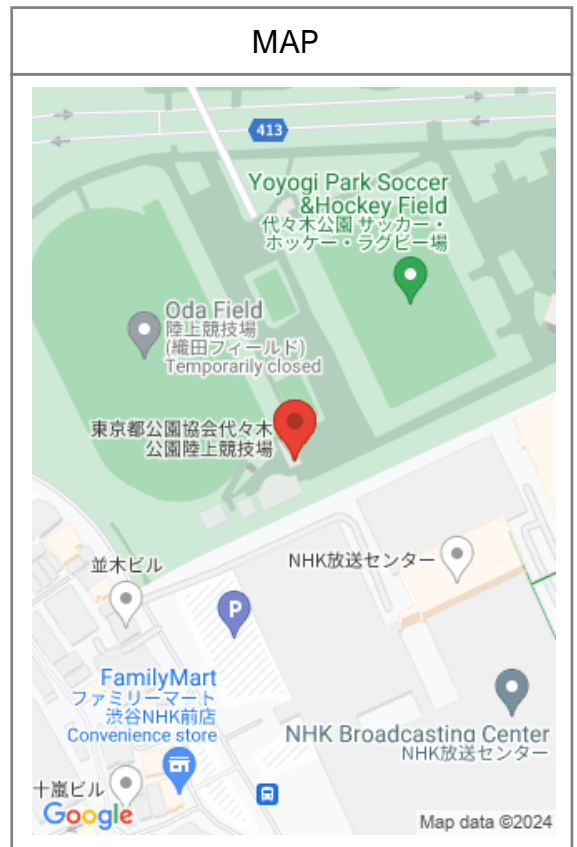 MAP
413
Yoyogi Park Soccer
&Hockey Field
代々木公園 サッカー・
ホッケー・ラグビー場
Oda Field
陸上競技場
(織田フィールド)
Temporarily closed
東京都公園協会代々木
公園陸上競技場
並木ビル
NHK放送センター
P
FamilyMart
ファミリーマート
渋谷NHK前店
Convenience store
NHK Broadcasting Center
NHK放送センター
十嵐ビル
Google
Map data ©2024